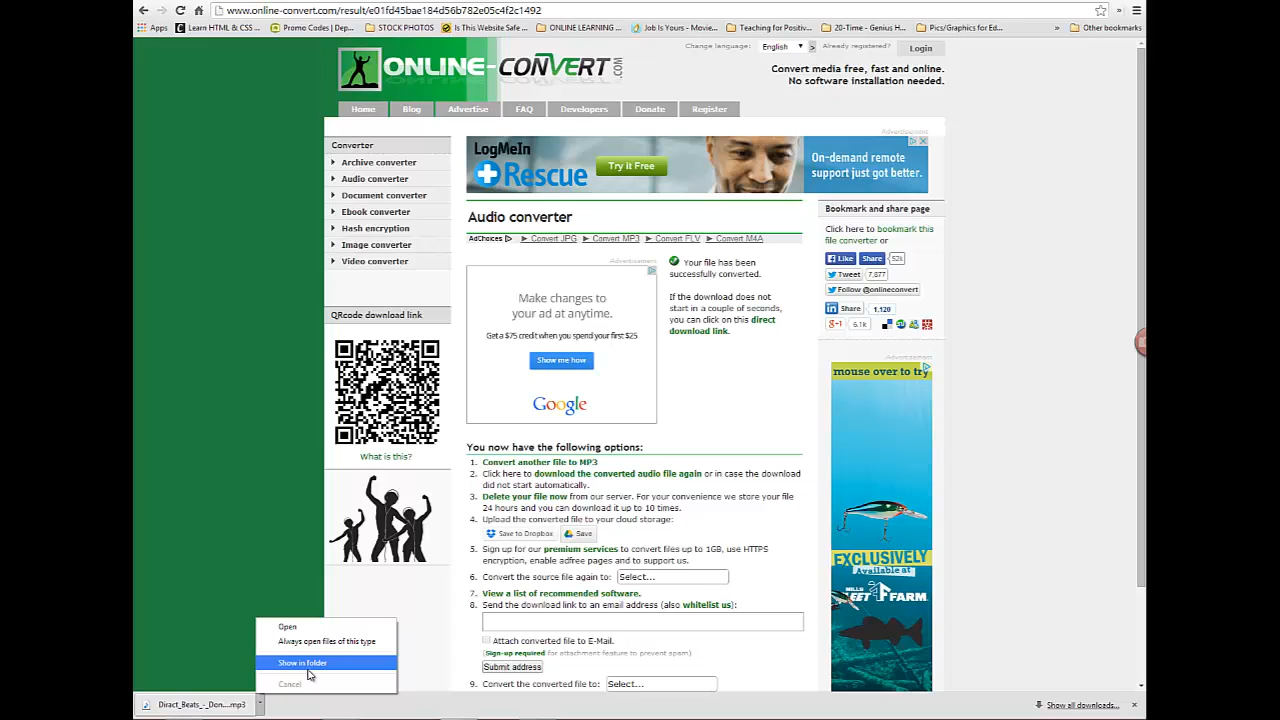 www.online-convert.com/result/e01fd45bae184d56b782e05c4f2c1492
Apps Learn HTML & CSS ... Promo Codes | Dep... STOCK PHOTOS Is This Website Safe ... ONLINE LEARNING ... Job Is Yours - Movie... Teaching for Positiv... 20-Time - Genius H... Pics/Graphics for Ed... » Other bookmarks
Change language: English Already registered? Login
ONLINE-CONVERT.COM
Convert media free, fast and online.
No software installation needed.
Home Blog Advertise FAQ Developers Donate Register
Converter
Archive converter
Audio converter
Document converter
Ebook converter
Hash encryption
Image converter
Video converter
QRcode download link
What is this?
Advertisement
LogMeIn
Rescue
Try it Free
On-demand remote
support just got better.
Audio converter
AdChoices Convert JPG Convert MP3 Convert FLV Convert M4A
Advertisement
Make changes to
your ad at anytime.
Get a $75 credit when you spend your first $25
Show me how
Google
Your file has been
successfully converted.
If the download does not
start in a couple of seconds,
you can click on this direct
download link.
You now have the following options:
1. Convert another file to MP3
2. Click here to download the converted audio file again or in case the download
did not start automatically.
3. Delete your file now from our server. For your convenience we store your file
24 hours and you can download it up to 10 times.
4. Upload the converted file to your cloud storage:
Save to Dropbox Save
5. Sign up for our premium services to convert files up to 1GB, use HTTPS
encryption, enable adfree pages and to support us.
6. Convert the source file again to: Select...
7. View a list of recommended software.
8. Send the download link to an email address (also whitelist us):
Attach converted file to E-Mail.
(Sign-up required for attachment feature to prevent spam)
Submit address
9. Convert the converted file to: Select...
Bookmark and share page
Click here to bookmark this
file converter or
Like Share 52k
Tweet 7,877
Follow @onlineconvert
Share 1,120
+1 6.1k
Advertisement
mouse over to try
EXCLUSIVELY
Available at
MILLS
FLEET FARM
Open
Always open files of this type
Show in folder
Cancel
Diract_Beats_-_Don....mp3
Show all downloads...